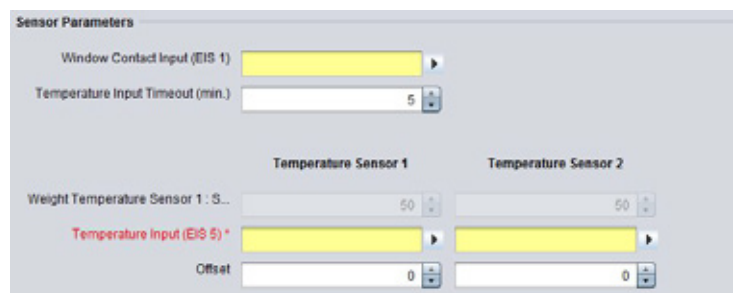 Sensor Parameters
Window Contact Input (EIS 1)
Temperature Input Timeout (min.) 5
Temperature Sensor 1 Temperature Sensor 2
Weight Temperature Sensor 1 : S... 50 50
Temperature Input (EIS 5) *
Offset 0 0